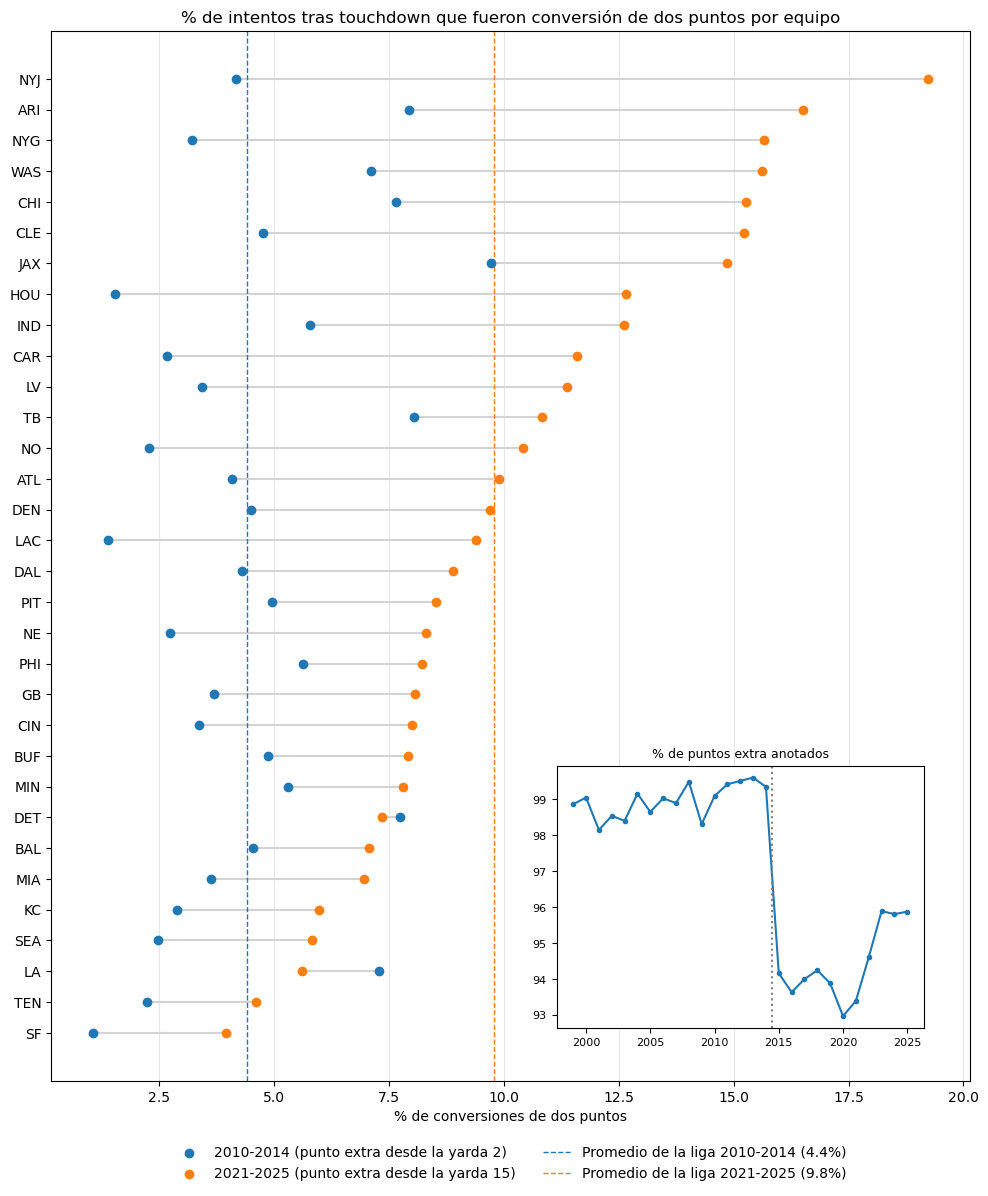 % de intentos tras touchdown que fueron conversión de dos puntos por equipo
NYJ
ARI
NYG
WAS
CHI
CLE
JAX
HOU
IND
CAR
LV
TB
NO
ATL
DEN
LAC
DAL
PIT
NE
PHI
GB
CIN
BUF
MIN
DET
BAL
MIA
KC
SEA
LA
TEN
SF
% de puntos extra anotados
99
98
97
96
95
94
93
2000 2005 2010 2015 2020 2025
2.5 5.0 7.5 10.0 12.5 15.0 17.5 20.0
% de conversiones de dos puntos
2010-2014 (punto extra desde la yarda 2)
2021-2025 (punto extra desde la yarda 15)
Promedio de la liga 2010-2014 (4.4%)
Promedio de la liga 2021-2025 (9.8%)